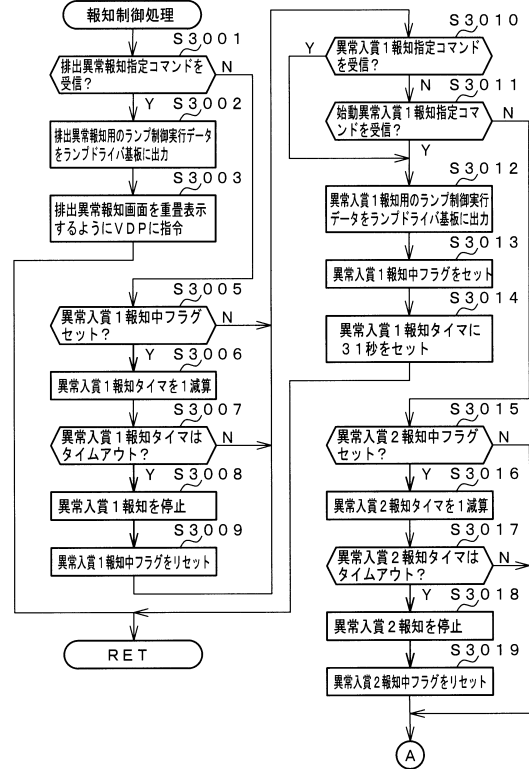 報知制御処理
S3001
排出異常報知指定コマンドを
受信?
N
Y
S3002
排出異常報知用のランプ制御実行データ
をランプドライバ基板に出力
S3003
排出異常報知画面を重畳表示
するようにVDPに指令
S3005
異常入賞1報知中フラグ
セット?
N
Y
S3006
異常入賞1報知タイマを1減算
S3007
異常入賞1報知タイマは
タイムアウト?
N
Y
S3008
異常入賞1報知を停止
S3009
異常入賞1報知中フラグをリセット
RET
S3010
Y
異常入賞1報知指定コマンド
を受信?
N
S3011
始動異常入賞1報知指定コマ
ンドを受信?
N
Y
S3012
異常入賞1報知用のランプ制御実行
データをランプドライバ基板に出力
S3013
異常入賞1報知中フラグをセット
S3014
異常入賞1報知タイマに
31秒をセット
S3015
異常入賞2報知中フラグ
セット?
N
Y
S3016
異常入賞2報知タイマを1減算
S3017
異常入賞2報知タイマは
タイムアウト?
N
Y
S3018
異常入賞2報知を停止
S3019
異常入賞2報知中フラグをリセット
A